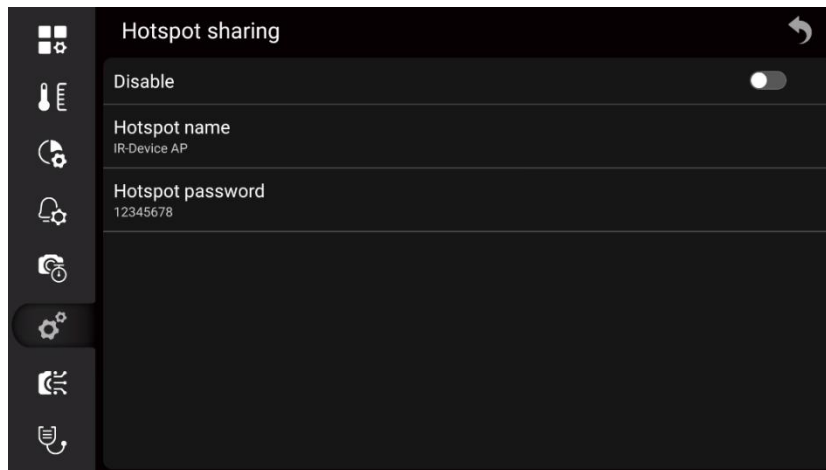 Hotspot sharing
Disable
Hotspot name
IR-Device AP
Hotspot password
12345678